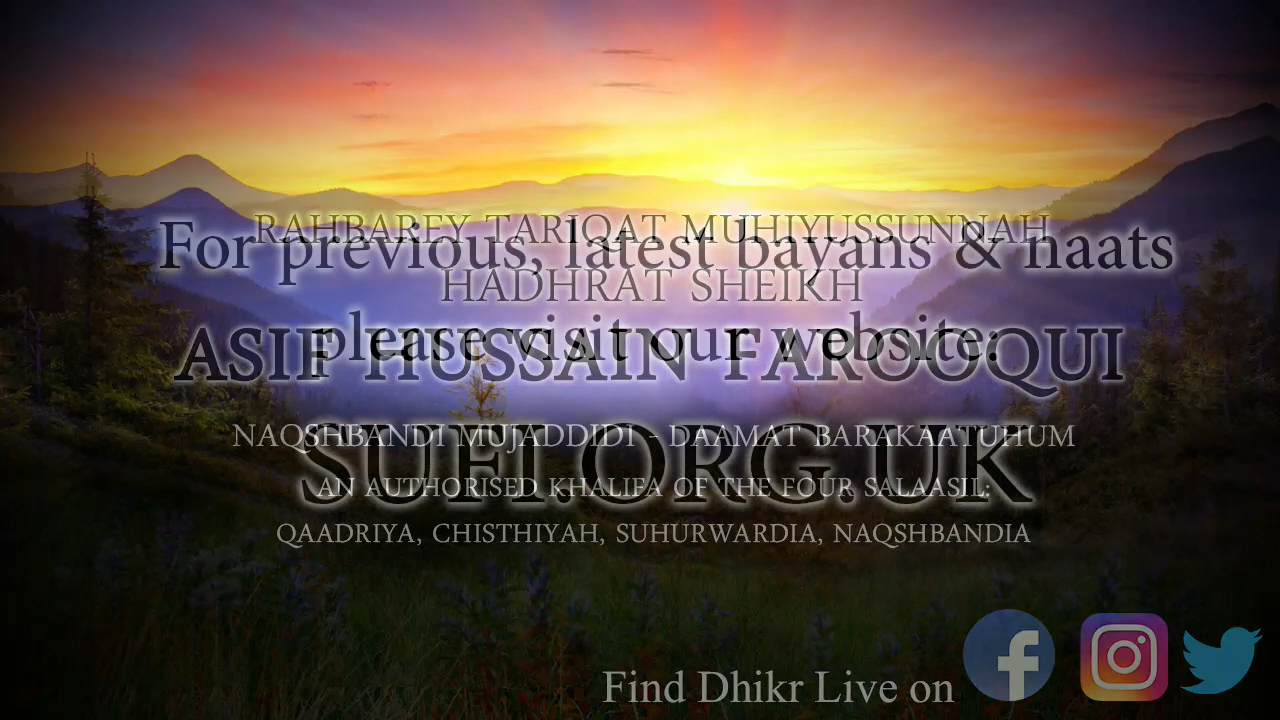 RAHBAREY TARIQAT MUHIYUSSUNNAH
For previous, latest bayans & naats
HADHRAT SHEIKH
please visit our website:
ASIF HUSSAIN FAROOQUI
NAQSHBANDI MUJADDIDI - DAAMAT BARAKAATUHUM
SUFI.ORG.UK
AN AUTHORISED KHALIFA OF THE FOUR SALAASIL:
QAADRIYA, CHISTHIYAH, SUHURWARDIA, NAQSHBANDIA
Find Dhikr Live on